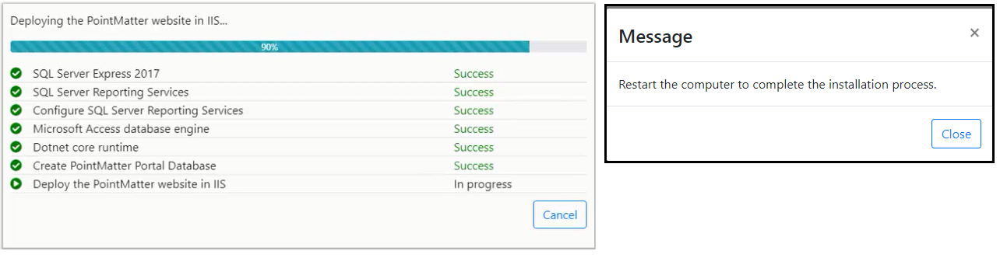 Deploying the PointMatter website in IIS...
90%
SQL Server Express 2017 Success
SQL Server Reporting Services Success
Configure SQL Server Reporting Services Success
Microsoft Access database engine Success
Dotnet core runtime Success
Create PointMatter Portal Database Success
Deploy the PointMatter website in IIS In progress
Cancel
Message ×
Restart the computer to complete the installation process.
Close